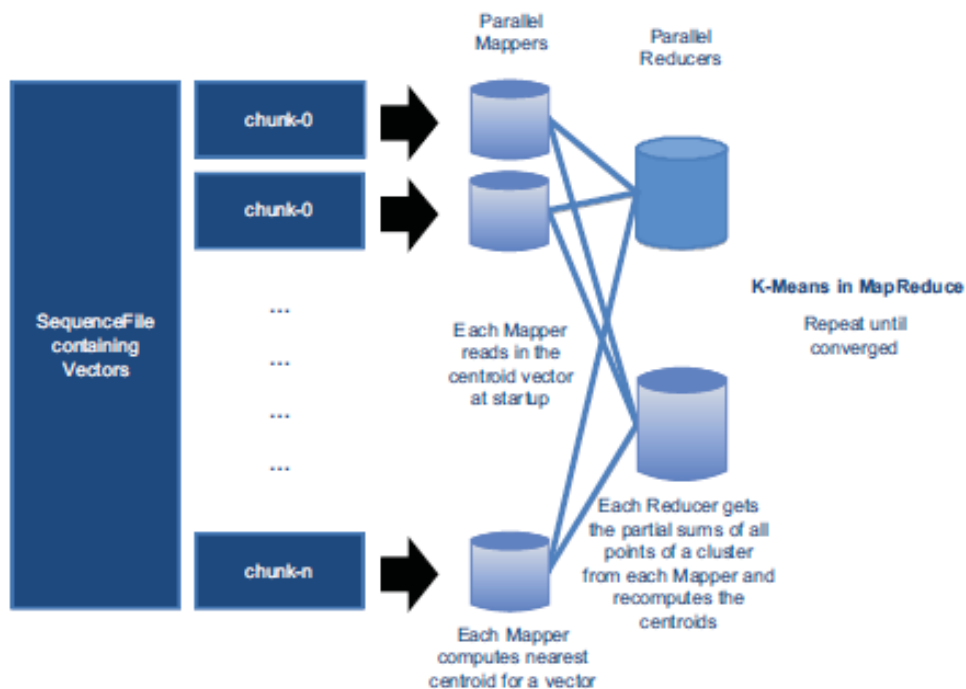 Parallel
Mappers
Parallel
Reducers
SequenceFile
containing
Vectors
chunk-0
chunk-0
...
...
...
...
chunk-n
Each Mapper
reads in the
centroid vector
at startup
K-Means in MapReduce
Repeat until
converged
Each Reducer gets
the partial sums of all
points of a cluster
from each Mapper and
recomputes the
centroids
Each Mapper
computes nearest
centroid for a vector